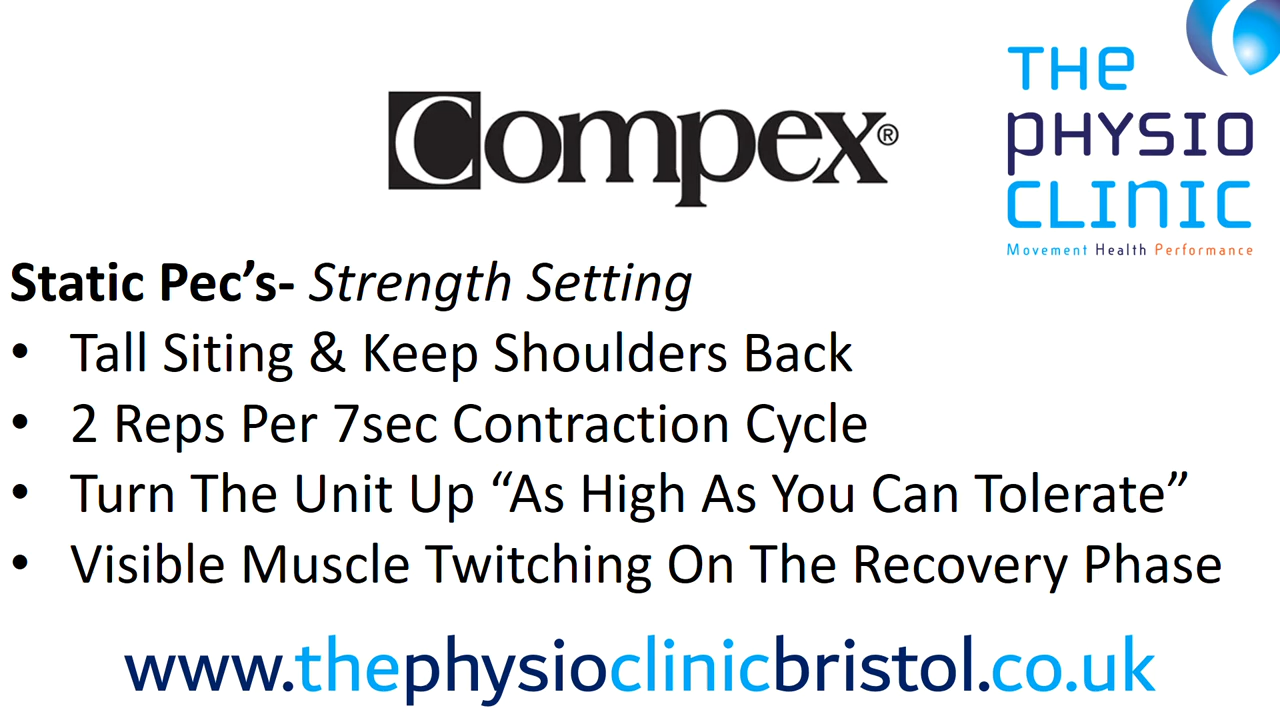 Compex®
THE
PHYSIO
CLINIC
Movement Health Performance
Static Pec’s- Strength Setting
• Tall Siting & Keep Shoulders Back
• 2 Reps Per 7sec Contraction Cycle
• Turn The Unit Up “As High As You Can Tolerate”
• Visible Muscle Twitching On The Recovery Phase
www.thephysioclinicbristol.co.uk